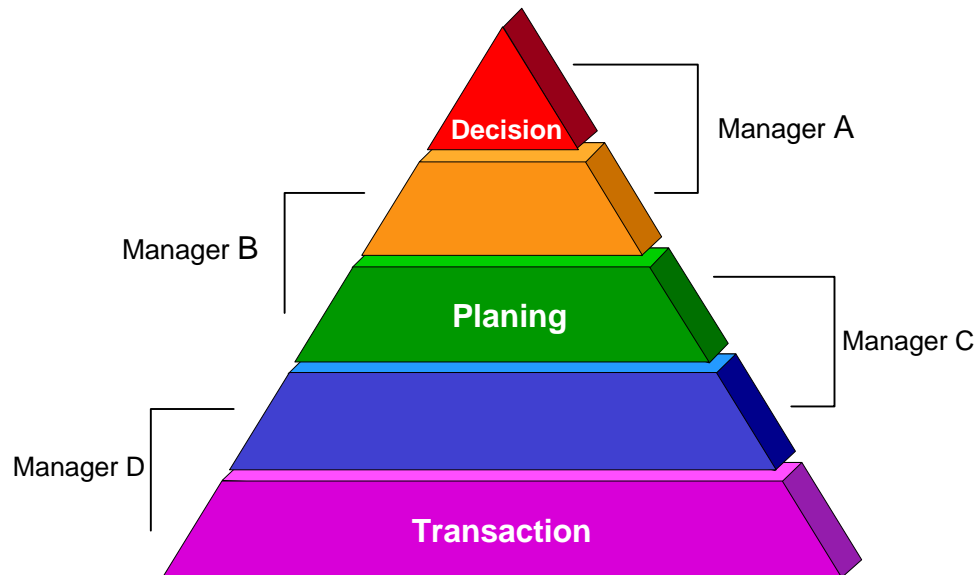 Decision
Manager A
Manager B
Planing
Manager C
Manager D
Transaction